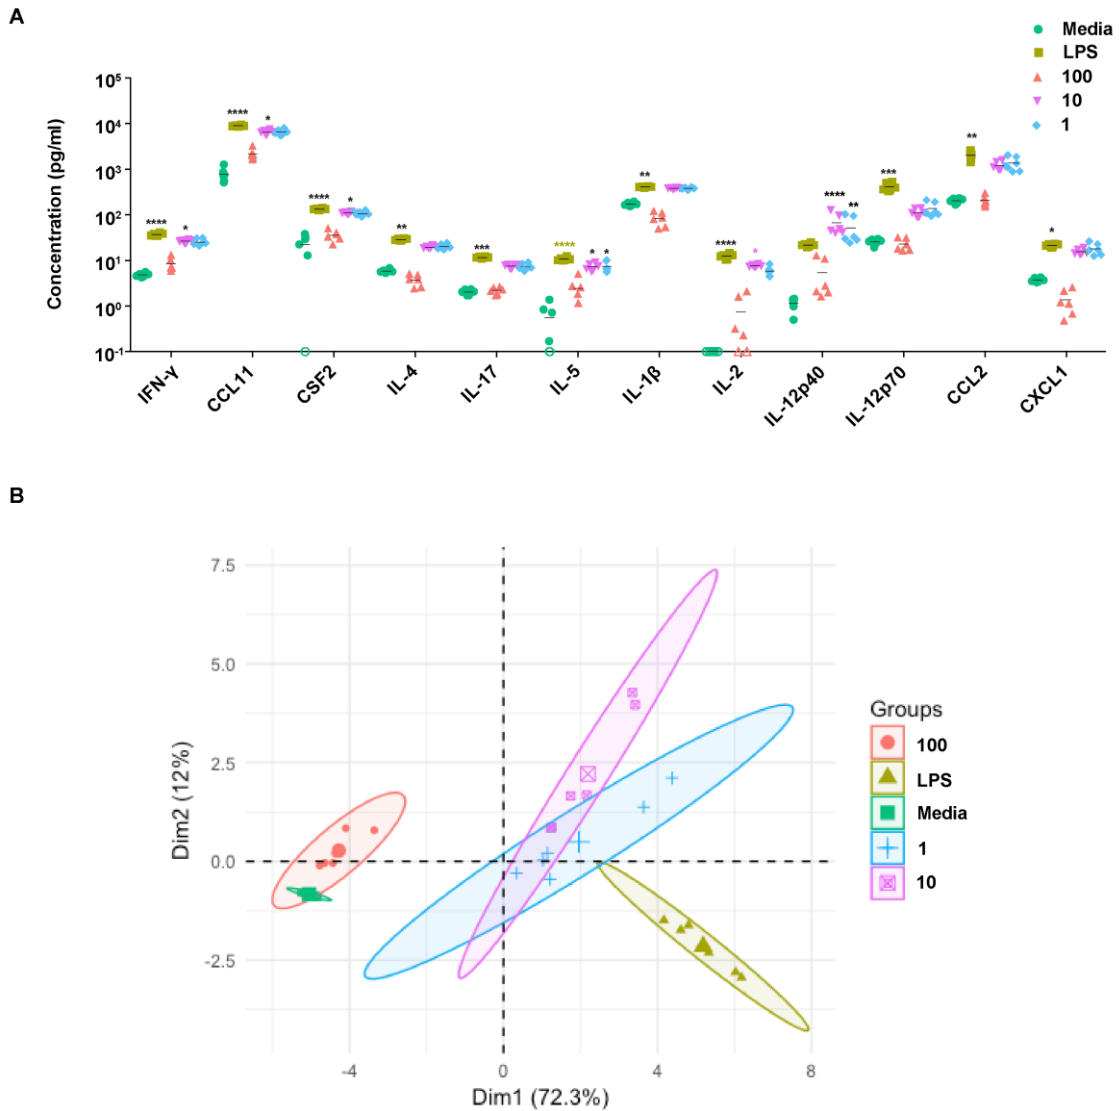 A
Media
LPS
100
10
1
Concentration (pg/ml)
10⁵
10⁴
10³
10²
10¹
10⁰
10⁻¹
**** **** * **** * **** * ** *** **** * * ** **** * **** ** *** ** *
IFN-γ
CCL11
CSF2
IL-4
IL-17
IL-5
IL-1β
IL-2
IL-12p40
IL-12p70
CCL2
CXCL1
B
Dim2 (12%)
7.5
5.0
2.5
0.0
-2.5
-4
0
4
8
Dim1 (72.3%)
Groups
100
LPS
Media
1
10